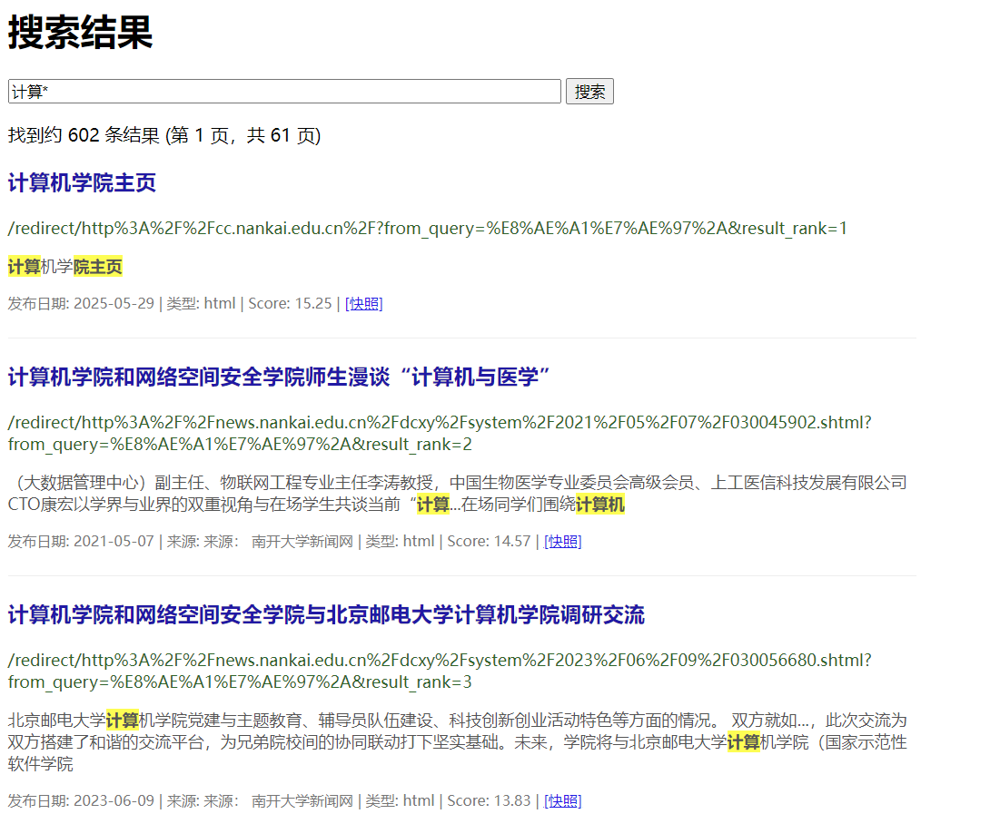 搜索结果
计算*
搜索
找到约 602 条结果 (第 1 页，共 61 页)
计算机学院主页
/redirect/http%3A%2F%2Fcc.nankai.edu.cn%2F?from_query=%E8%AE%A1%E7%AE%97%2A&result_rank=1
计算机学院主页
发布日期: 2025-05-29 | 类型: html | Score: 15.25 | [快照]
计算机学院和网络空间安全学院师生漫谈“计算机与医学”
/redirect/http%3A%2F%2Fnews.nankai.edu.cn%2Fdcxy%2Fsystem%2F2021%2F05%2F07%2F030045902.shtml?
from_query=%E8%AE%A1%E7%AE%97%2A&result_rank=2
（大数据管理中心）副主任、物联网工程专业主任李涛教授，中国生物医学专业委员会高级会员、上工医信科技发展有限公司
CTO康宏以学界与业界的双重视角与在场学生共谈当前“计算...在场同学们围绕计算机
发布日期: 2021-05-07 | 来源: 来源： 南开大学新闻网 | 类型: html | Score: 14.57 | [快照]
计算机学院和网络空间安全学院与北京邮电大学计算机学院调研交流
/redirect/http%3A%2F%2Fnews.nankai.edu.cn%2Fdcxy%2Fsystem%2F2023%2F06%2F09%2F030056680.shtml?
from_query=%E8%AE%A1%E7%AE%97%2A&result_rank=3
北京邮电大学计算机学院党建与主题教育、辅导员队伍建设、科技创新创业活动特色等方面的情况。 双方就如...，此次交流为
双方搭建了和谐的交流平台，为兄弟院校间的协同联动打下坚实基础。未来，学院将与北京邮电大学计算机学院（国家示范性
软件学院
发布日期: 2023-06-09 | 来源: 来源： 南开大学新闻网 | 类型: html | Score: 13.83 | [快照]